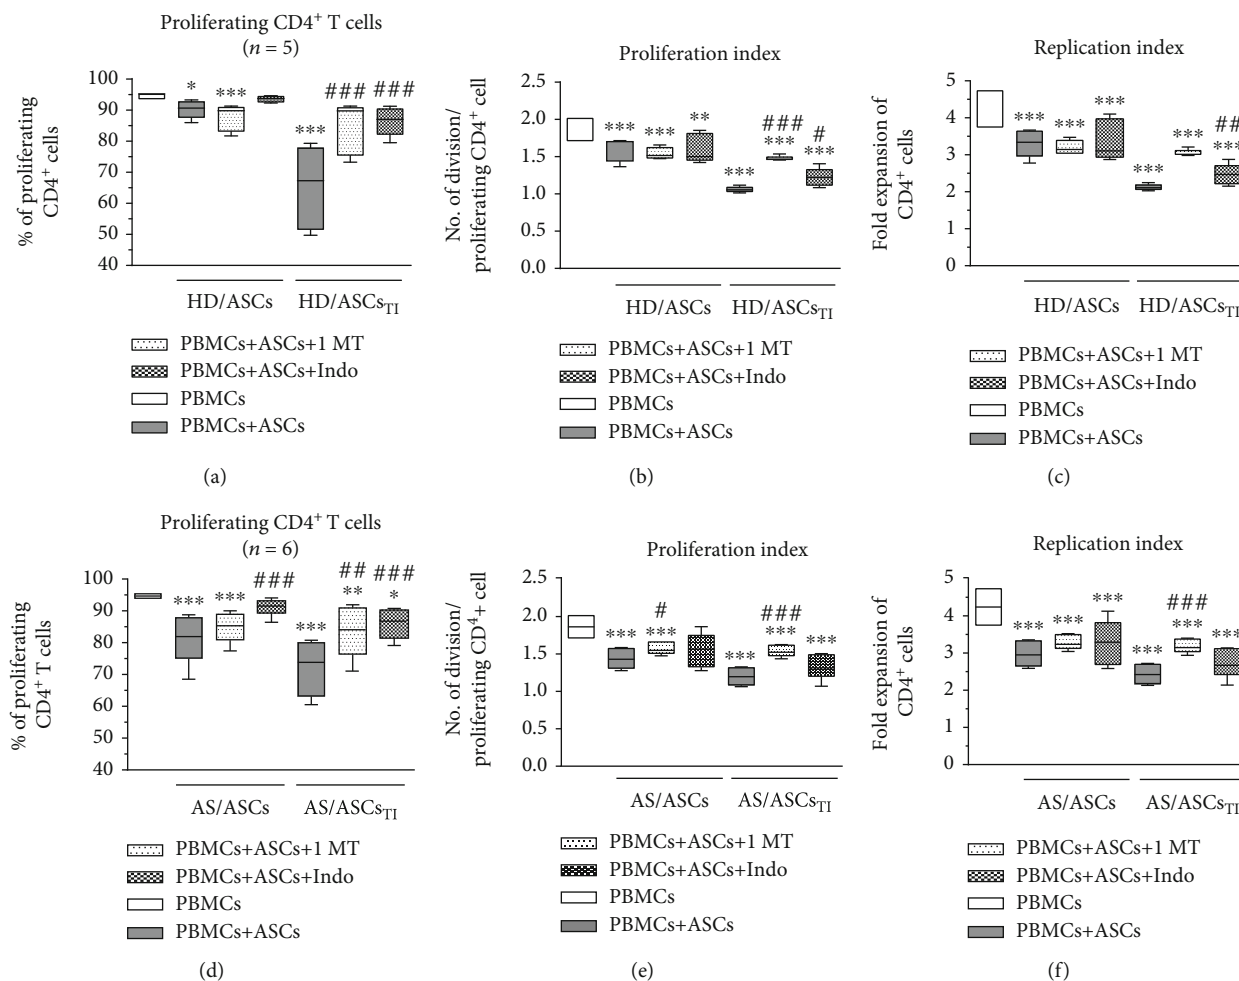 Proliferating CD4⁺ T cells
(n = 5)
% of proliferating
CD4⁺ cells
100
90
80
70
60
90
40
*
***
***
###
###
HD/ASCs
HD/ASCsTI
PBMCs+ASCs+1 MT
PBMCs+ASCs+Indo
PBMCs
PBMCs+ASCs
(a)
Proliferation index
No. of division/
proliferating CD4⁺ cell
2.5
2.0
1.5
1.0
0.5
0.0
***
***
**
***
###
***
#
***
HD/ASCs
HD/ASCsTI
PBMCs+ASCs+1 MT
PBMCs+ASCs+Indo
PBMCs
PBMCs+ASCs
(b)
Replication index
Fold expansion of
CD4⁺ cells
5
4
3
2
1
0
***
***
***
***
***
##
***
HD/ASCs
HD/ASCsTI
PBMCs+ASCs+1 MT
PBMCs+ASCs+Indo
PBMCs
PBMCs+ASCs
(c)
Proliferating CD4⁺ T cells
(n = 6)
% of proliferating
CD4⁺ T cells
100
90
80
70
60
90
40
***
***
###
***
##
**
###
*
AS/ASCs
AS/ASCsTI
PBMCs+ASCs+1 MT
PBMCs+ASCs+Indo
PBMCs
PBMCs+ASCs
(d)
Proliferation index
No. of division/
proliferating CD⁴+ cell
2.5
2.0
1.5
1.0
0.5
0.0
***
#
***
***
###
***
***
AS/ASCs
AS/ASCsTI
PBMCs+ASCs+1 MT
PBMCs+ASCs+Indo
PBMCs
PBMCs+ASCs
(e)
Replication index
Fold expansion of
CD4⁺ cells
5
4
3
2
1
0
***
***
***
***
###
***
***
AS/ASCs
AS/ASCsTI
PBMCs+ASCs+1 MT
PBMCs+ASCs+Indo
PBMCs
PBMCs+ASCs
(f)